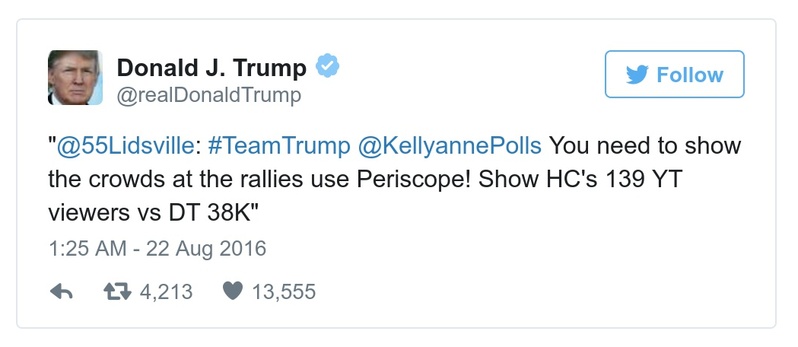 Donald J. Trump
@realDonaldTrump
Follow
"@55Lidsville: #TeamTrump @KellyannePolls You need to show
the crowds at the rallies use Periscope! Show HC's 139 YT
viewers vs DT 38K"
1:25 AM - 22 Aug 2016
4,213 13,555